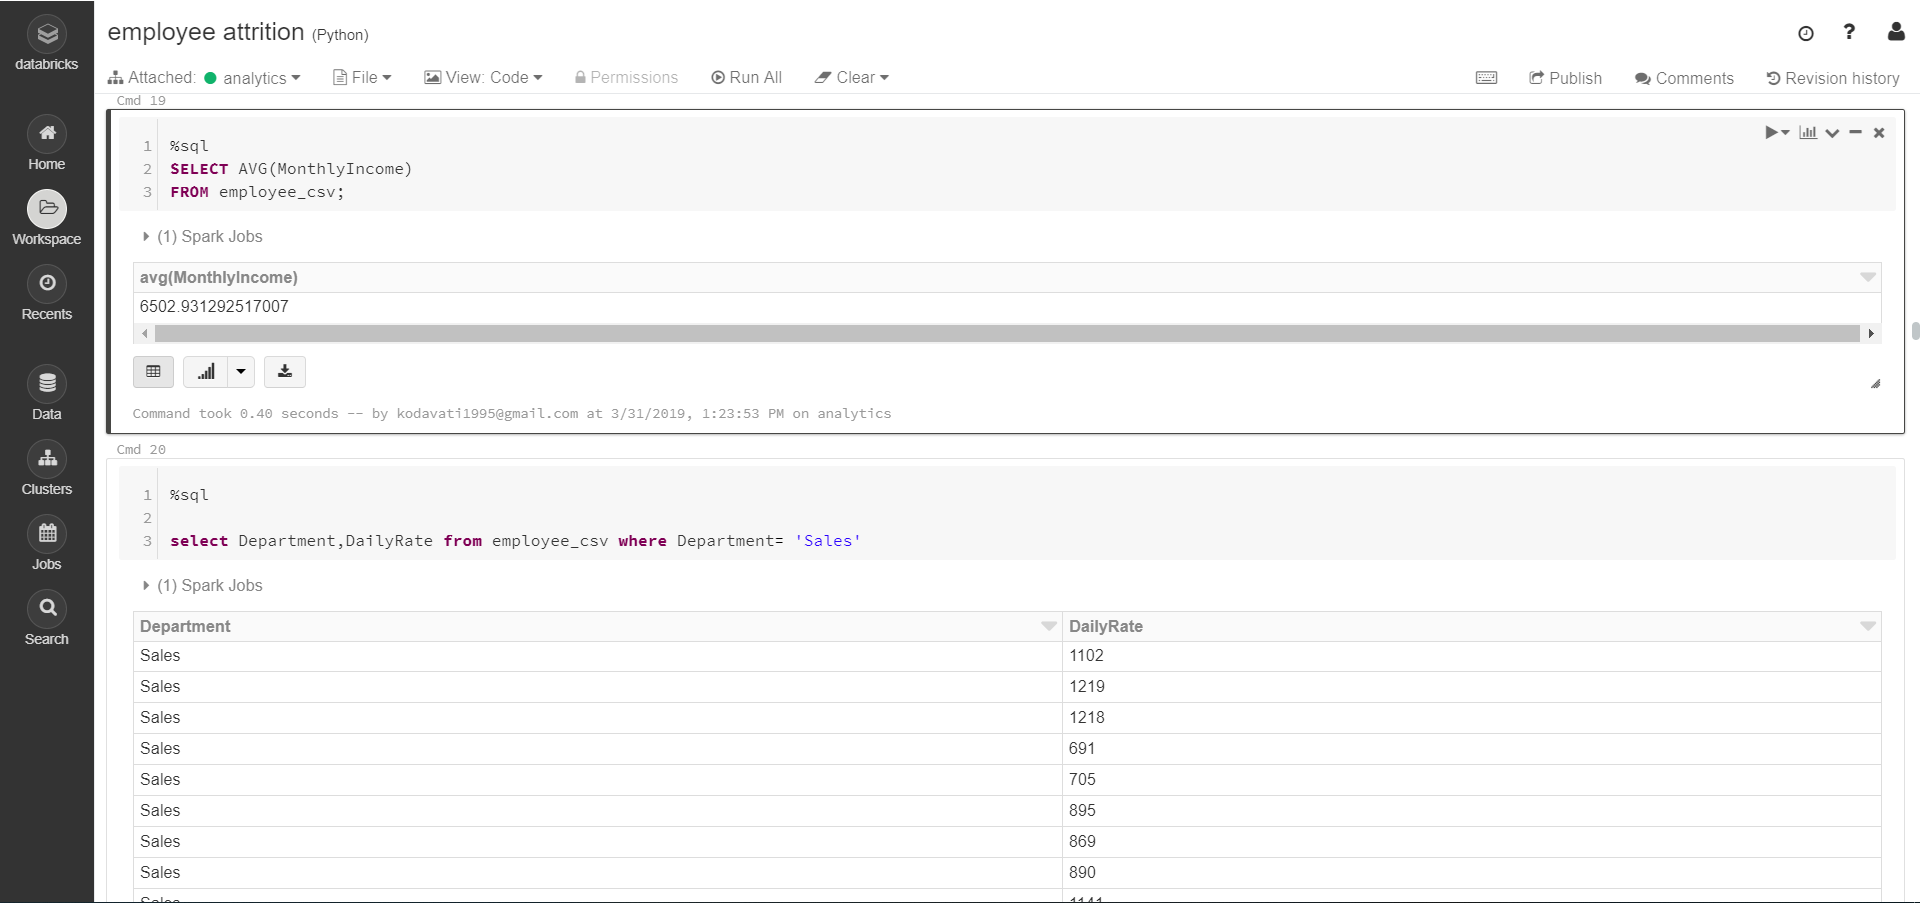 databricks
Home
Workspace
Recents
Data
Clusters
Jobs
Search
employee attrition (Python)
?
Attached: analytics File View: Code Permissions Run All Clear Publish Comments Revision history
Cmd 19
1 %sql
2 SELECT AVG(MonthlyIncome)
3 FROM employee_csv;
(1) Spark Jobs
avg(MonthlyIncome)
6502.931292517007
Command took 0.40 seconds -- by kodavati1995@gmail.com at 3/31/2019, 1:23:53 PM on analytics
Cmd 20
1 %sql
2
3 select Department,DailyRate from employee_csv where Department= 'Sales'
(1) Spark Jobs
Department DailyRate
Sales 1102
Sales 1219
Sales 1218
Sales 691
Sales 705
Sales 895
Sales 869
Sales 890
Sales 1141